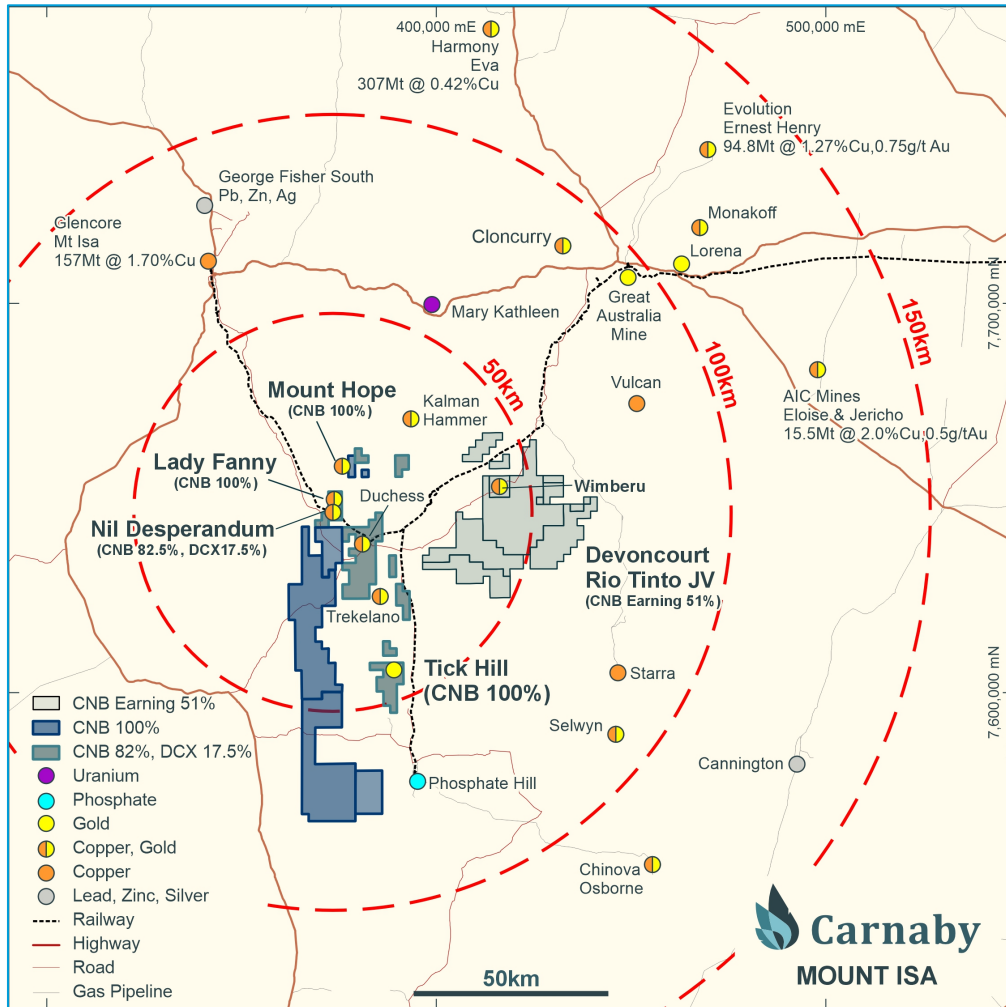 400,000 mE
500,000 mE
Harmony
Eva
307Mt @ 0.42%Cu
Evolution
Ernest Henry
94.8Mt @ 1.27%Cu,0.75g/t Au
George Fisher South
Pb, Zn, Ag
Glencore
Mt Isa
157Mt @ 1.70%Cu
Monakoff
Cloncurry
Lorena
Great
Australia
Mine
Mary Kathleen
7,700,000 mN
50km
100km
150km
Vulcan
AIC Mines
Eloise & Jericho
15.5Mt @ 2.0%Cu,0.5g/tAu
Mount Hope
(CNB 100%)
Kalman
Hammer
Lady Fanny
(CNB 100%)
Duchess
Wimberu
Nil Desperandum
(CNB 82.5%, DCX17.5%)
Devoncourt
Rio Tinto JV
(CNB Earning 51%)
Trekelano
Tick Hill
(CNB 100%)
Starra
7,600,000 mN
Selwyn
Cannington
Phosphate Hill
Chinova
Osborne
CNB Earning 51%
CNB 100%
CNB 82%, DCX 17.5%
Uranium
Phosphate
Gold
Copper, Gold
Copper
Lead, Zinc, Silver
Railway
Highway
Road
Gas Pipeline
50km
Carnaby
MOUNT ISA